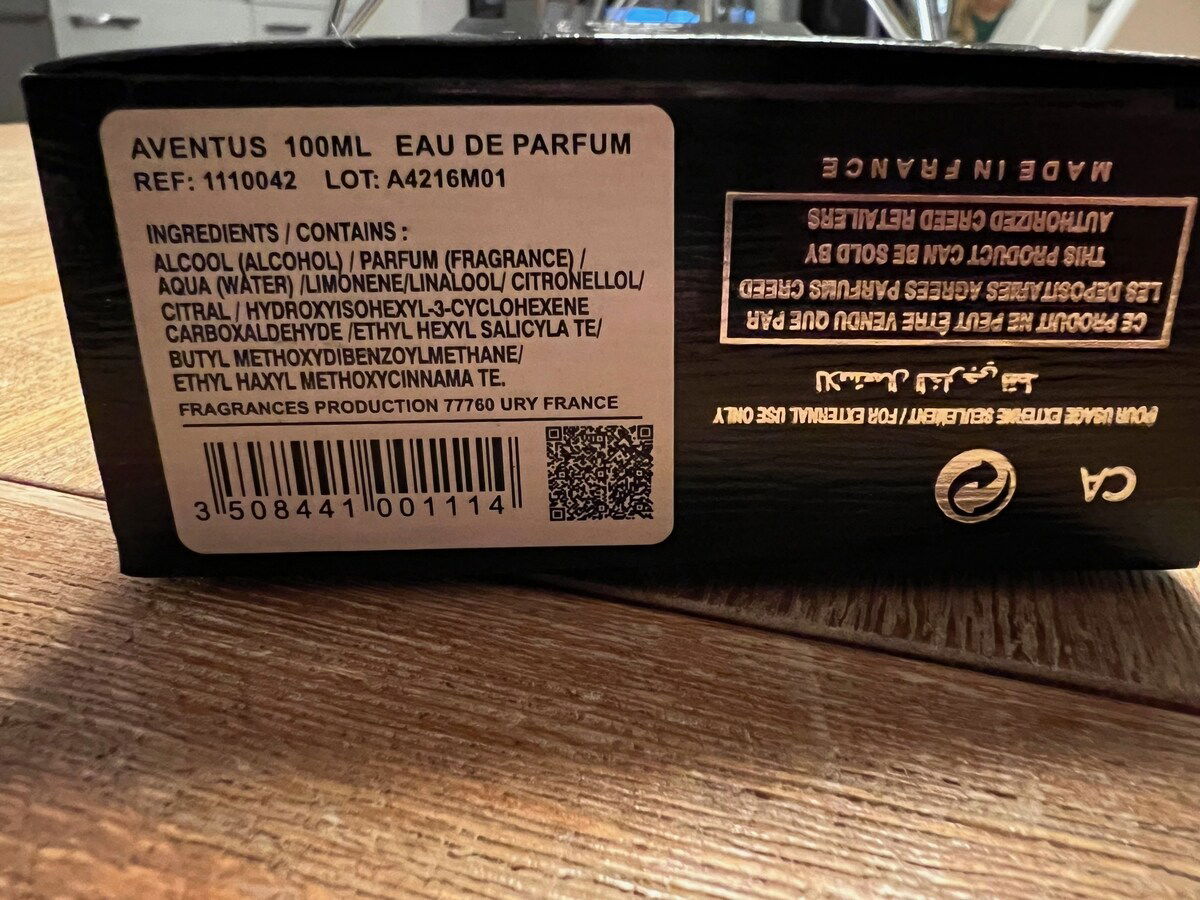 AVENTUS 100ML EAU DE PARFUM
REF: 1110042 LOT: A4216M01
INGREDIENTS / CONTAINS :
ALCOOL (ALCOHOL) / PARFUM (FRAGRANCE) /
AQUA (WATER) /LIMONENE/LINALOOL/ CITRONELLOL/
CITRAL / HYDROXYISOHEXYL-3-CYCLOHEXENE
CARBOXALDEHYDE /ETHYL HEXYL SALICYLA TE/
BUTYL METHOXYDIBENZOYLMETHANE/
ETHYL HAXYL METHOXYCINNAMA TE.
FRAGRANCES PRODUCTION 77760 URY FRANCE
3 508441 001114
CA
POUR USAGE EXTERNE SEULEMENT / FOR EXTERNAL USE ONLY
للاستعمال الخارجي فقط
CE PRODUIT NE PEUT ÊTRE VENDU QUE PAR
LES DEPOSITAIRES AGREES PARFUMS CREED
THIS PRODUCT CAN BE SOLD BY
AUTHORIZED CREED RETAILERS
MADE IN FRANCE